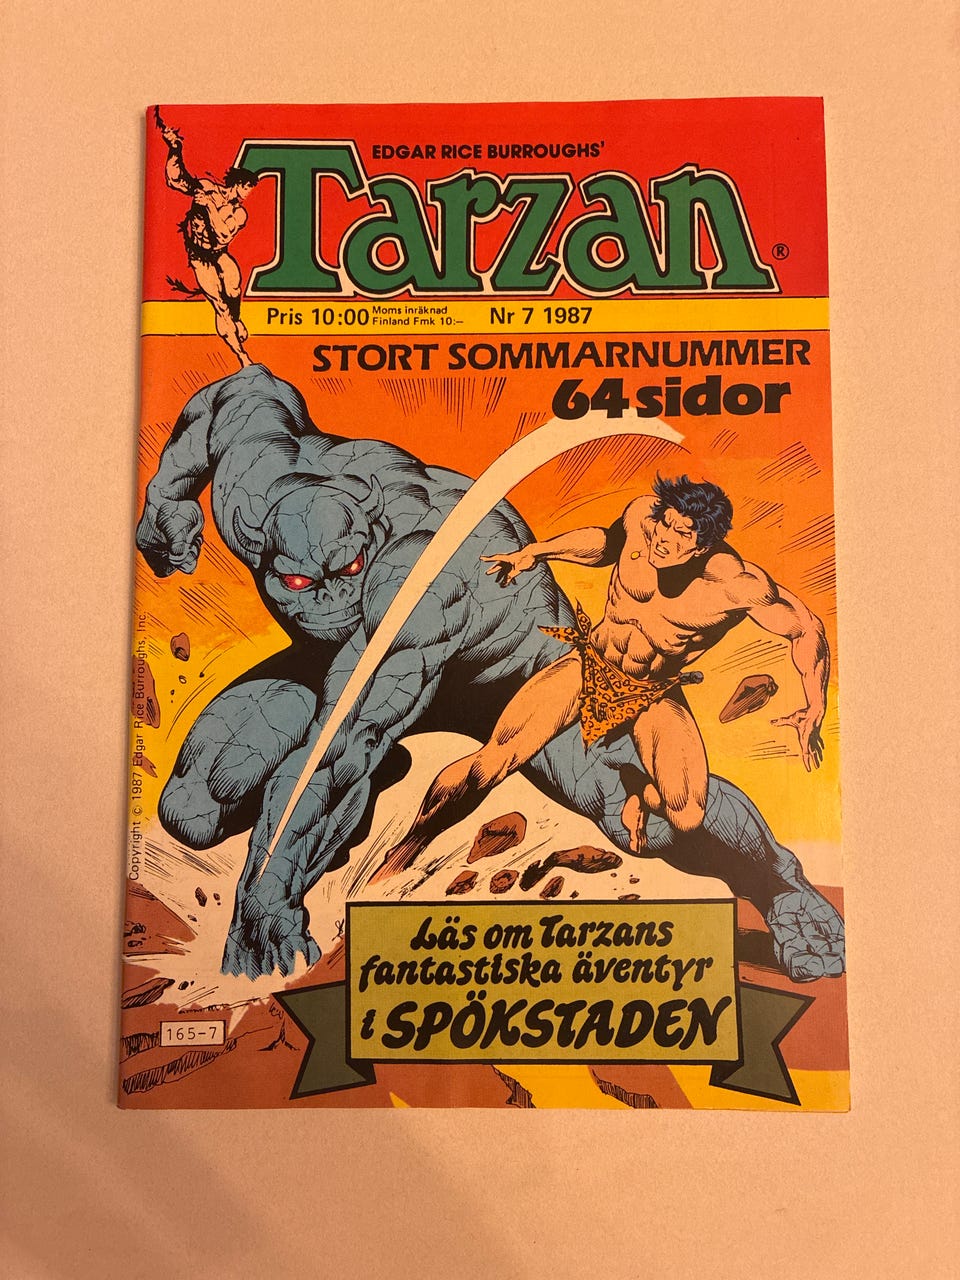 EDGAR RICE BURROUGHS'
Tarzan®
Pris 10:00 Moms inräknad
Finland Fmk 10:–
Nr 7 1987
STORT SOMMARNUMMER
64 sidor
Copyright © 1987 Edgar Rice Burroughs, Inc.
Läs om Tarzans
fantastiska äventyr
i SPÖKSTADEN
165-7